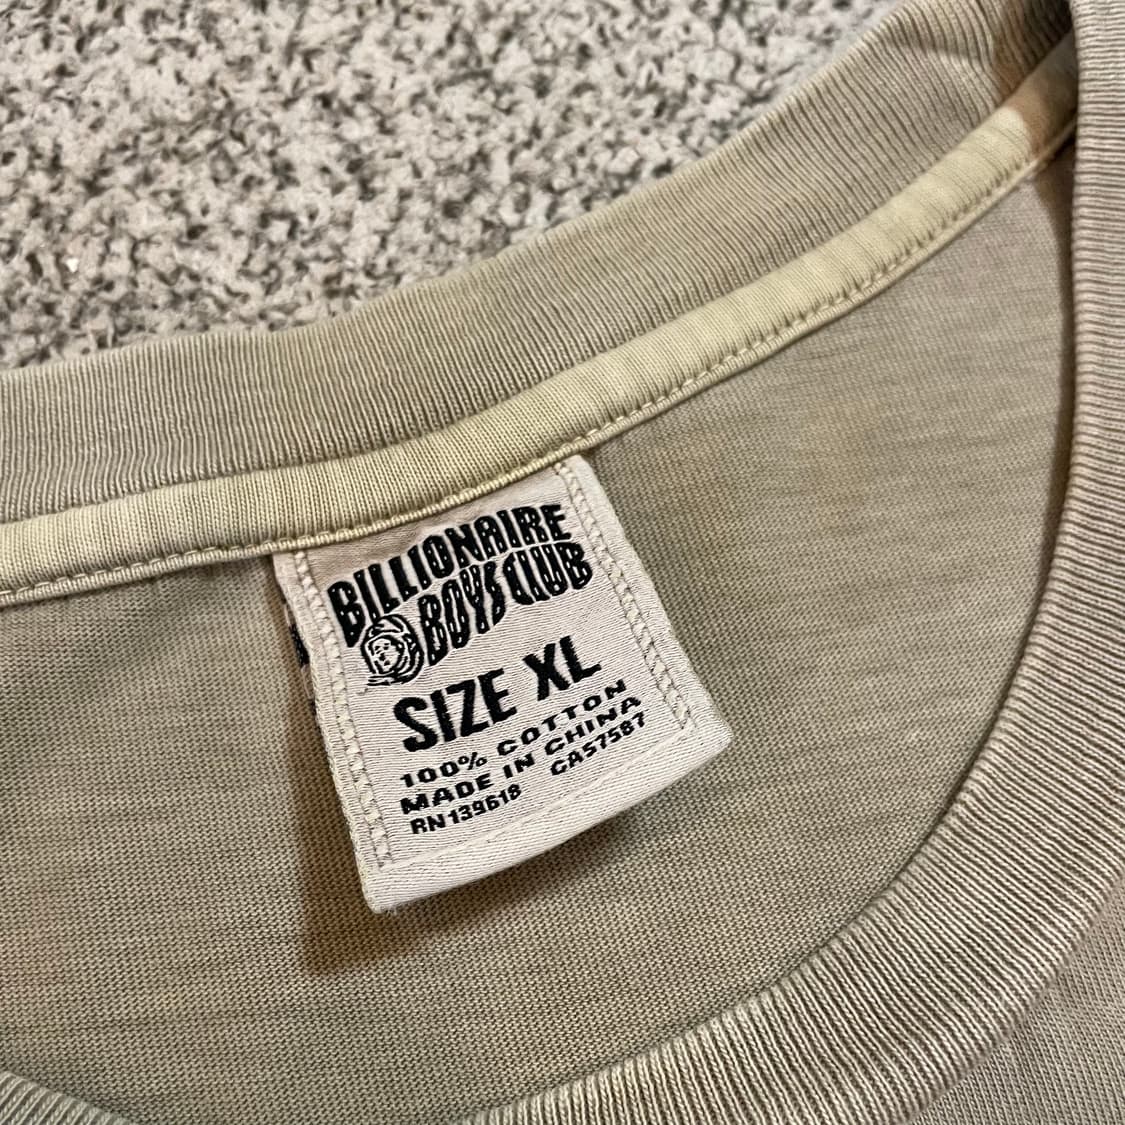 BILLIONAIRE
BOYS CLUB
SIZE XL
100% COTTON
MADE IN CHINA
RN139618 CA57587